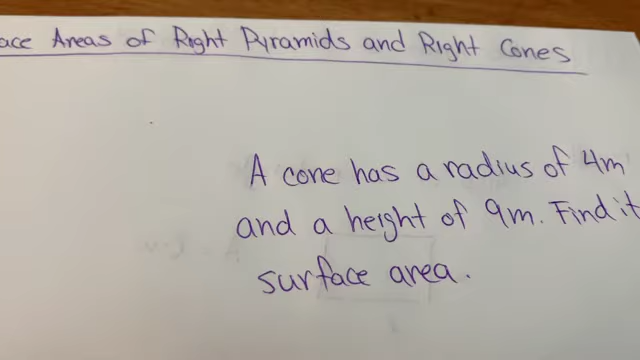 ace Areas of Right Pyramids and Right Cones
A cone has a radius of 4m
and a height of 9m. Find it
surface area.